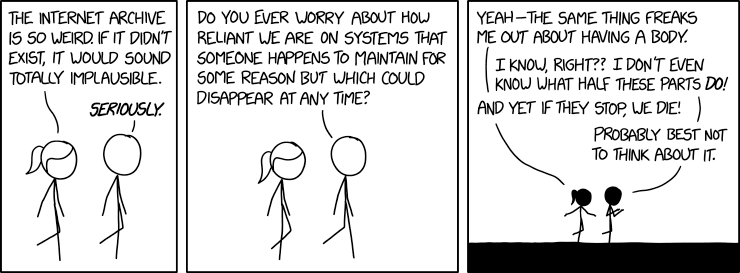 THE INTERNET ARCHIVE
IS SO WEIRD. IF IT DIDN'T
EXIST, IT WOULD SOUND
TOTALLY IMPLAUSIBLE.
SERIOUSLY.
DO YOU EVER WORRY ABOUT HOW
RELIANT WE ARE ON SYSTEMS THAT
SOMEONE HAPPENS TO MAINTAIN FOR
SOME REASON BUT WHICH COULD
DISAPPEAR AT ANY TIME?
YEAH—THE SAME THING FREAKS
ME OUT ABOUT HAVING A BODY.
I KNOW, RIGHT?? I DON'T EVEN
KNOW WHAT HALF THESE PARTS DO!
AND YET IF THEY STOP, WE DIE!
PROBABLY BEST NOT
TO THINK ABOUT IT.